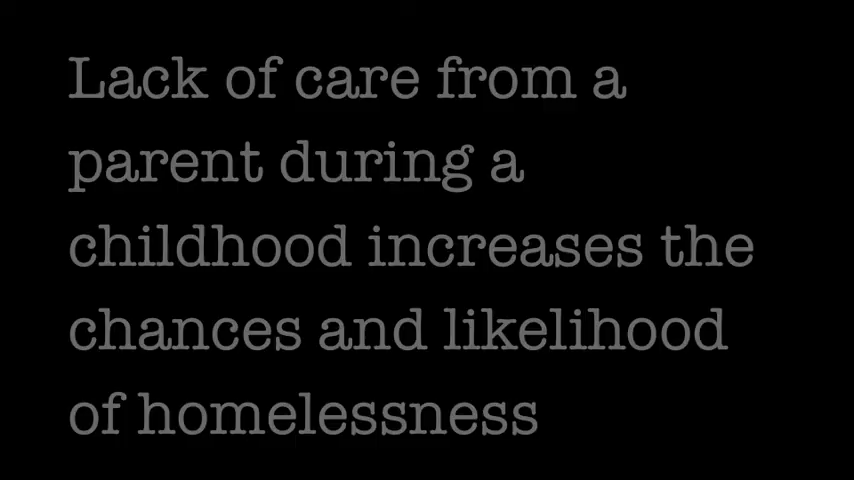 Lack of care from a
parent during a
childhood increases the
chances and likelihood
of homelessness